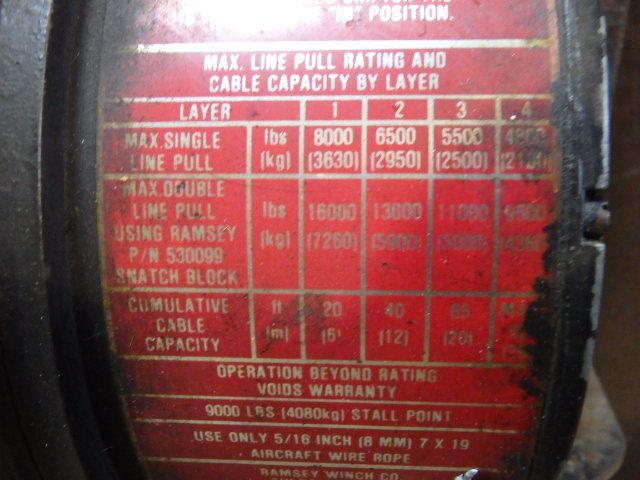 "IN" POSITION.
MAX. LINE PULL RATING AND
CABLE CAPACITY BY LAYER
LAYER 1 2 3 4
MAX.SINGLE lbs 8000 6500 5500
LINE PULL (kg) (3630) (2950) (2500)
MAX.DOUBLE
LINE PULL lbs 16000 13000 11000
USING RAMSEY (kg) (7260) (5900) (5000)
P/N 530099
SNATCH BLOCK
CUMULATIVE ft 20 40 65
CABLE (m) (6) (12) (20)
CAPACITY
OPERATION BEYOND RATING
VOIDS WARRANTY
9000 LBS (4080kg) STALL POINT
USE ONLY 5/16 INCH (8 MM) 7 X 19
AIRCRAFT WIRE ROPE
RAMSEY WINCH CO.